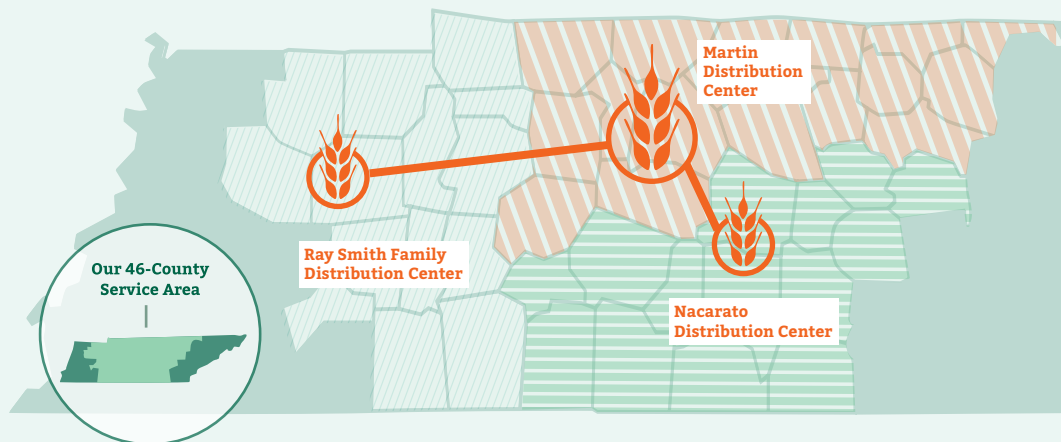 Martin
Distribution
Center
Ray Smith Family
Distribution Center
Our 46-County
Service Area
Nacarato
Distribution Center